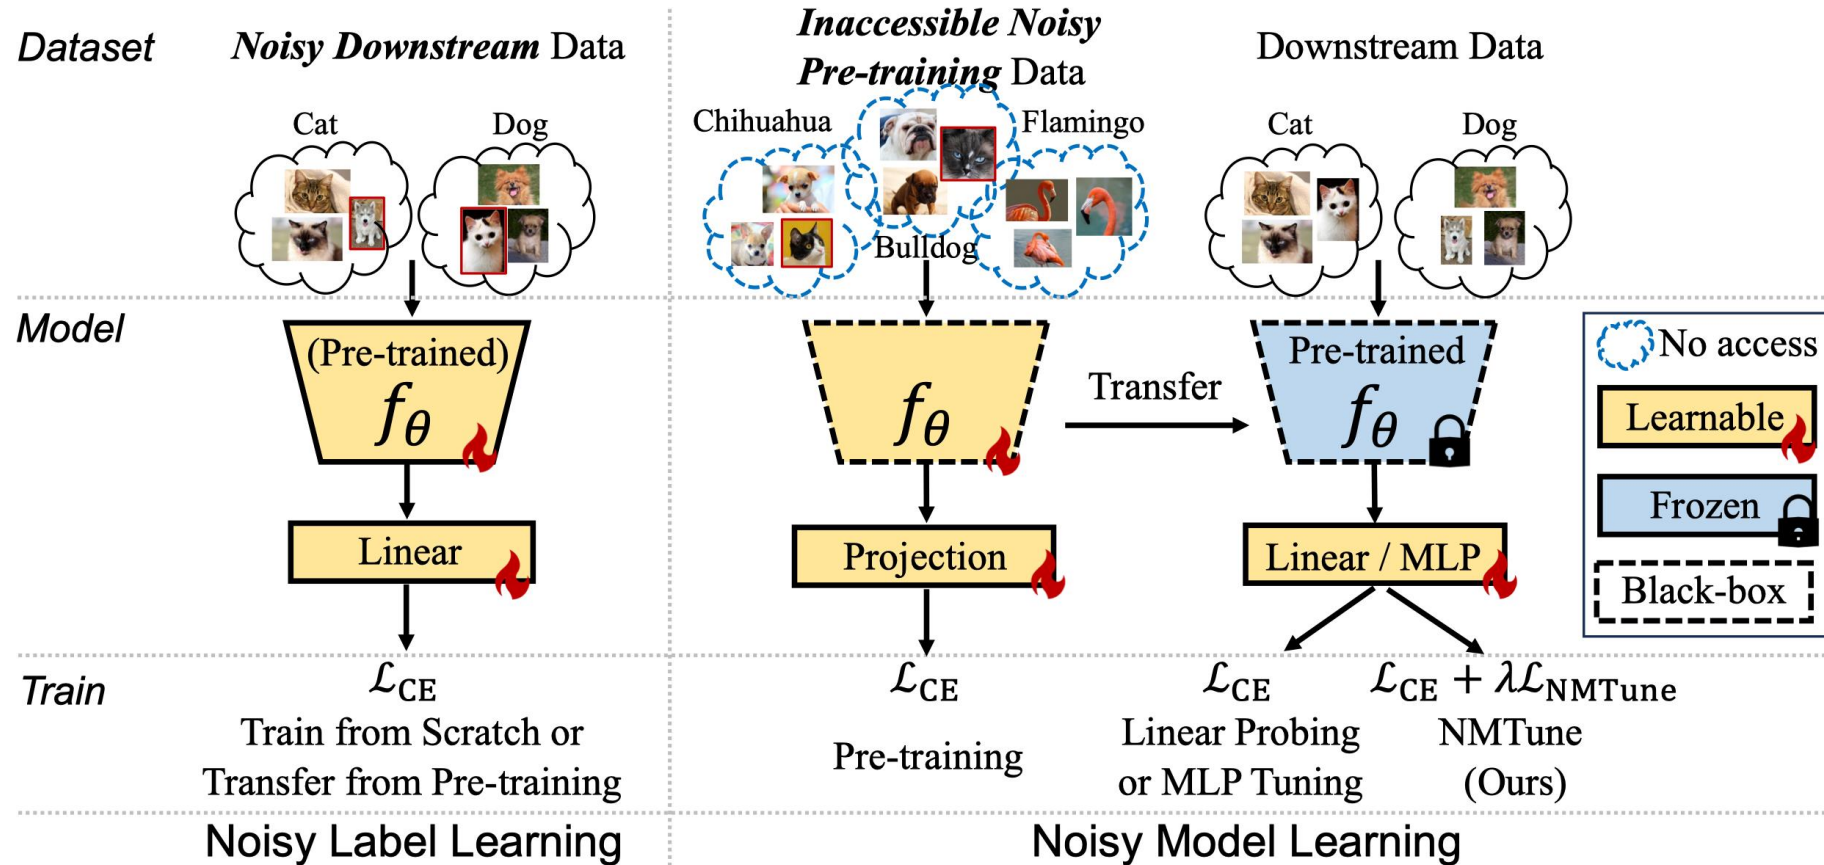 Dataset
Noisy Downstream Data
Inaccessible Noisy
Pre-training Data
Downstream Data
Cat
Dog
Chihuahua
Bulldog
Flamingo
Cat
Dog
Model
(Pre-trained)
fθ
Linear
fθ
Projection
Transfer
Pre-trained
fθ
Linear / MLP
No access
Learnable
Frozen
Black-box
Train
ℒCE
Train from Scratch or
Transfer from Pre-training
ℒCE
Pre-training
ℒCE
Linear Probing
or MLP Tuning
ℒCE + λℒNMTune
NMTune
(Ours)
Noisy Label Learning
Noisy Model Learning